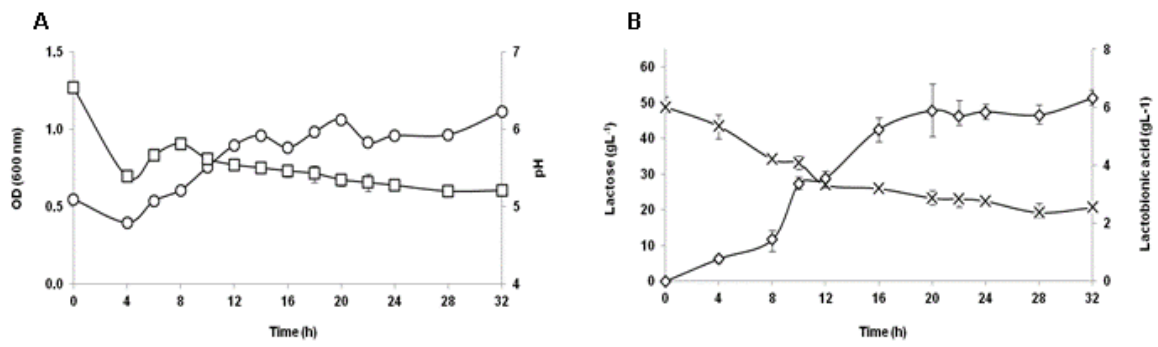 A
1.5
1.0
0.5
0.0
OD (600 nm)
7
6
5
4
pH
0 4 8 12 16 20 24 28 32
Time (h)
B
60
50
40
30
20
10
0
Lactose (gL-1)
8
6
4
2
0
Lactobionic acid (gL-1)
0 4 8 12 16 20 24 28 32
Time (h)